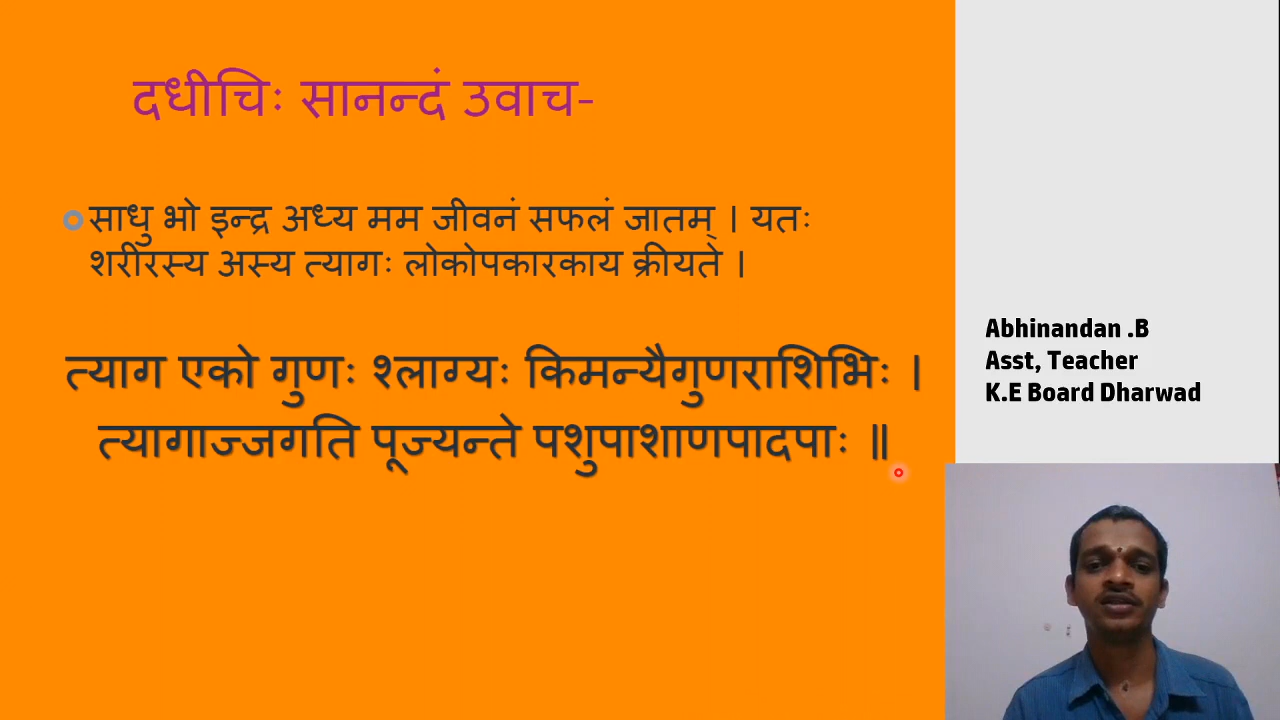 दधीचिः सानन्दं उवाच-
साधु भो इन्द्र अध्य मम जीवनं सफलं जातम् । यतः
शरीरस्य अस्य त्यागः लोकोपकारकाय क्रीयते ।
त्याग एको गुणः श्लाग्यः किमन्यैगुणराशिभिः ।
त्यागाज्जगति पूज्यन्ते पशुपाशाणपादपाः ॥
Abhinandan .B
Asst, Teacher
K.E Board Dharwad